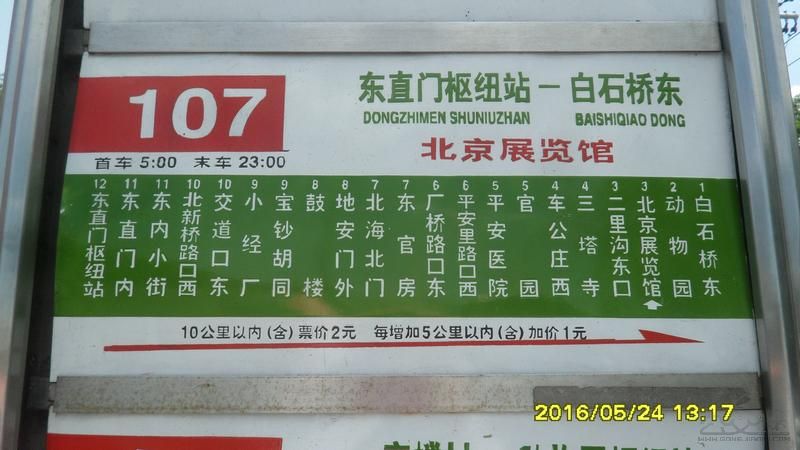 107
首车 5:00 末车 23:00
东直门枢纽站－白石桥东
DONGZHIMEN SHUNIUZHAN BAISHIQIAO DONG
北京展览馆
12 东直门枢纽站
11 东直门内
11 东内小街
10 北新桥路口西
10 交道口东
9 小经厂
9 宝钞胡同
8 鼓楼
8 地安门外
7 北海北门
7 东官房
6 厂桥路口东
6 平安里路口西
5 平安医院
5 官园
4 车公庄西
4 三塔寺
3 二里沟东口
3 北京展览馆
2 动物园
1 白石桥东
10公里以内(含)票价2元 每增加5公里以内(含)加价1元
2016/05/24 13:17